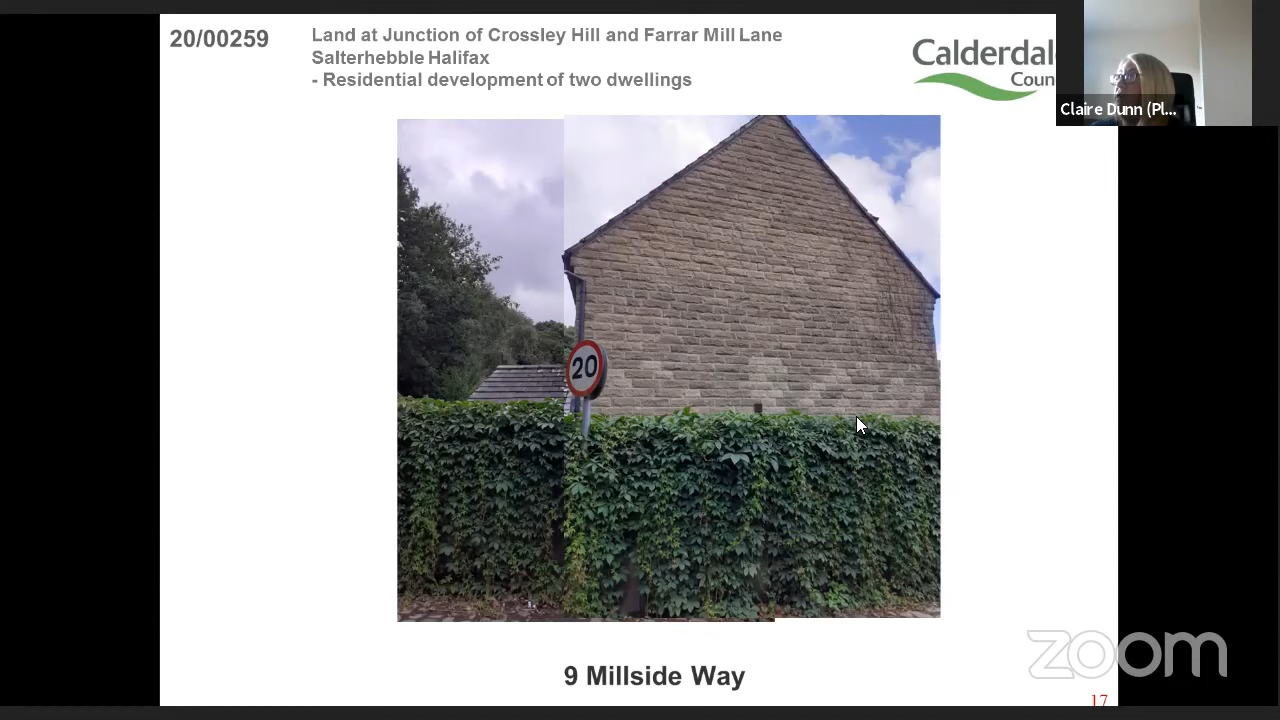 20/00259
Land at Junction of Crossley Hill and Farrar Mill Lane
Salterhebble Halifax
- Residential development of two dwellings
Calderdal
Coun
Claire Dunn (Pl...
20
9 Millside Way
zoom
17